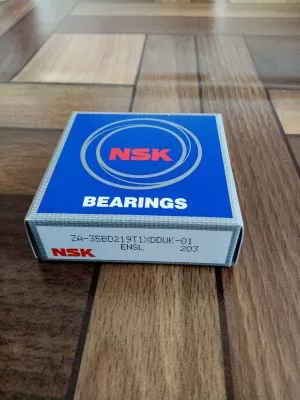 NSK
BEARINGS
ZA-35BD219T1XDDUK-01
NSK ENSL 203